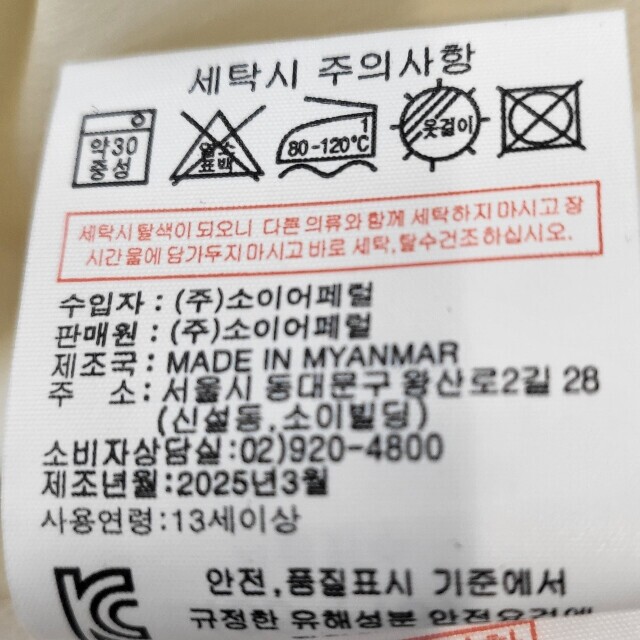 세탁시 주의사항
약30
중성
염소
표백
80-120℃
옷걸이
세탁시 탈색이 되오니 다른 의류와 함께 세탁하지 마시고 장
시간 물에 담가두지 마시고 바로 세탁,탈수건조 하십시오.
수입자 : (주)소이어페럴
판매원 : (주)소이어페럴
제조국 : MADE IN MYANMAR
주 소 : 서울시 동대문구 왕산로2길 28
(신설동,소이빌딩)
소비자상담실:02)920-4800
제조년월:2025년3월
사용연령:13세이상
안전,품질표시 기준에서
규정한 유해성분 안전요건에